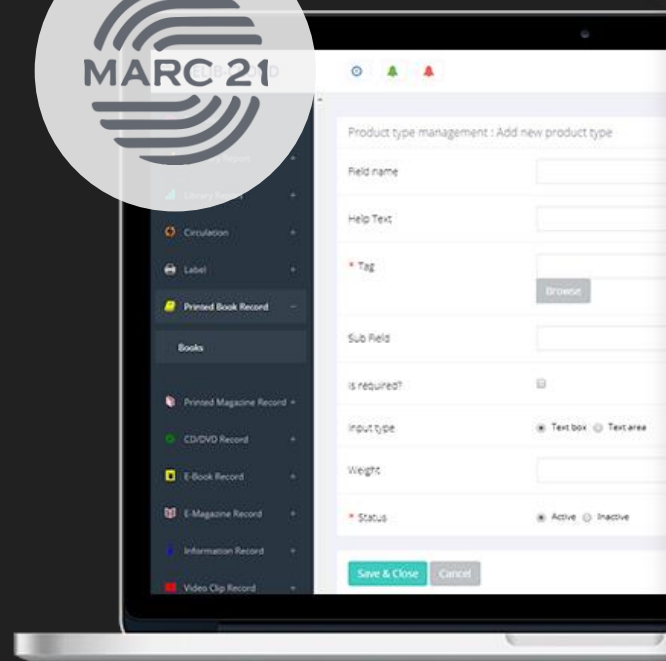 MARC 21
Product type management : Add new product type
Field name
Help Text
* Tag
Browse
Sub Field
is required?
Input type
Text box
Text area
Weight
* Status
Active
Inactive
Save & Close
Cancel
Circulation
Label
Printed Book Record
Books
Printed Magazine Record
CD/DVD Record
E-Book Record
E-Magazine Record
Information Record
Video Clip Record